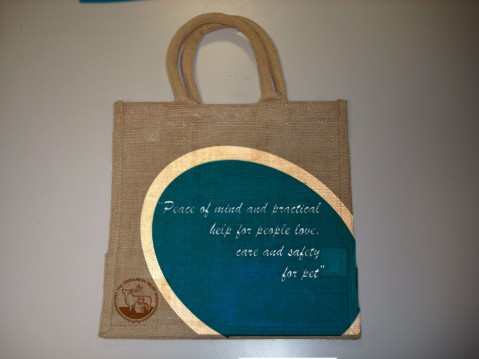 "Peace of mind and practical
help for people love:
care and safety
for pet"